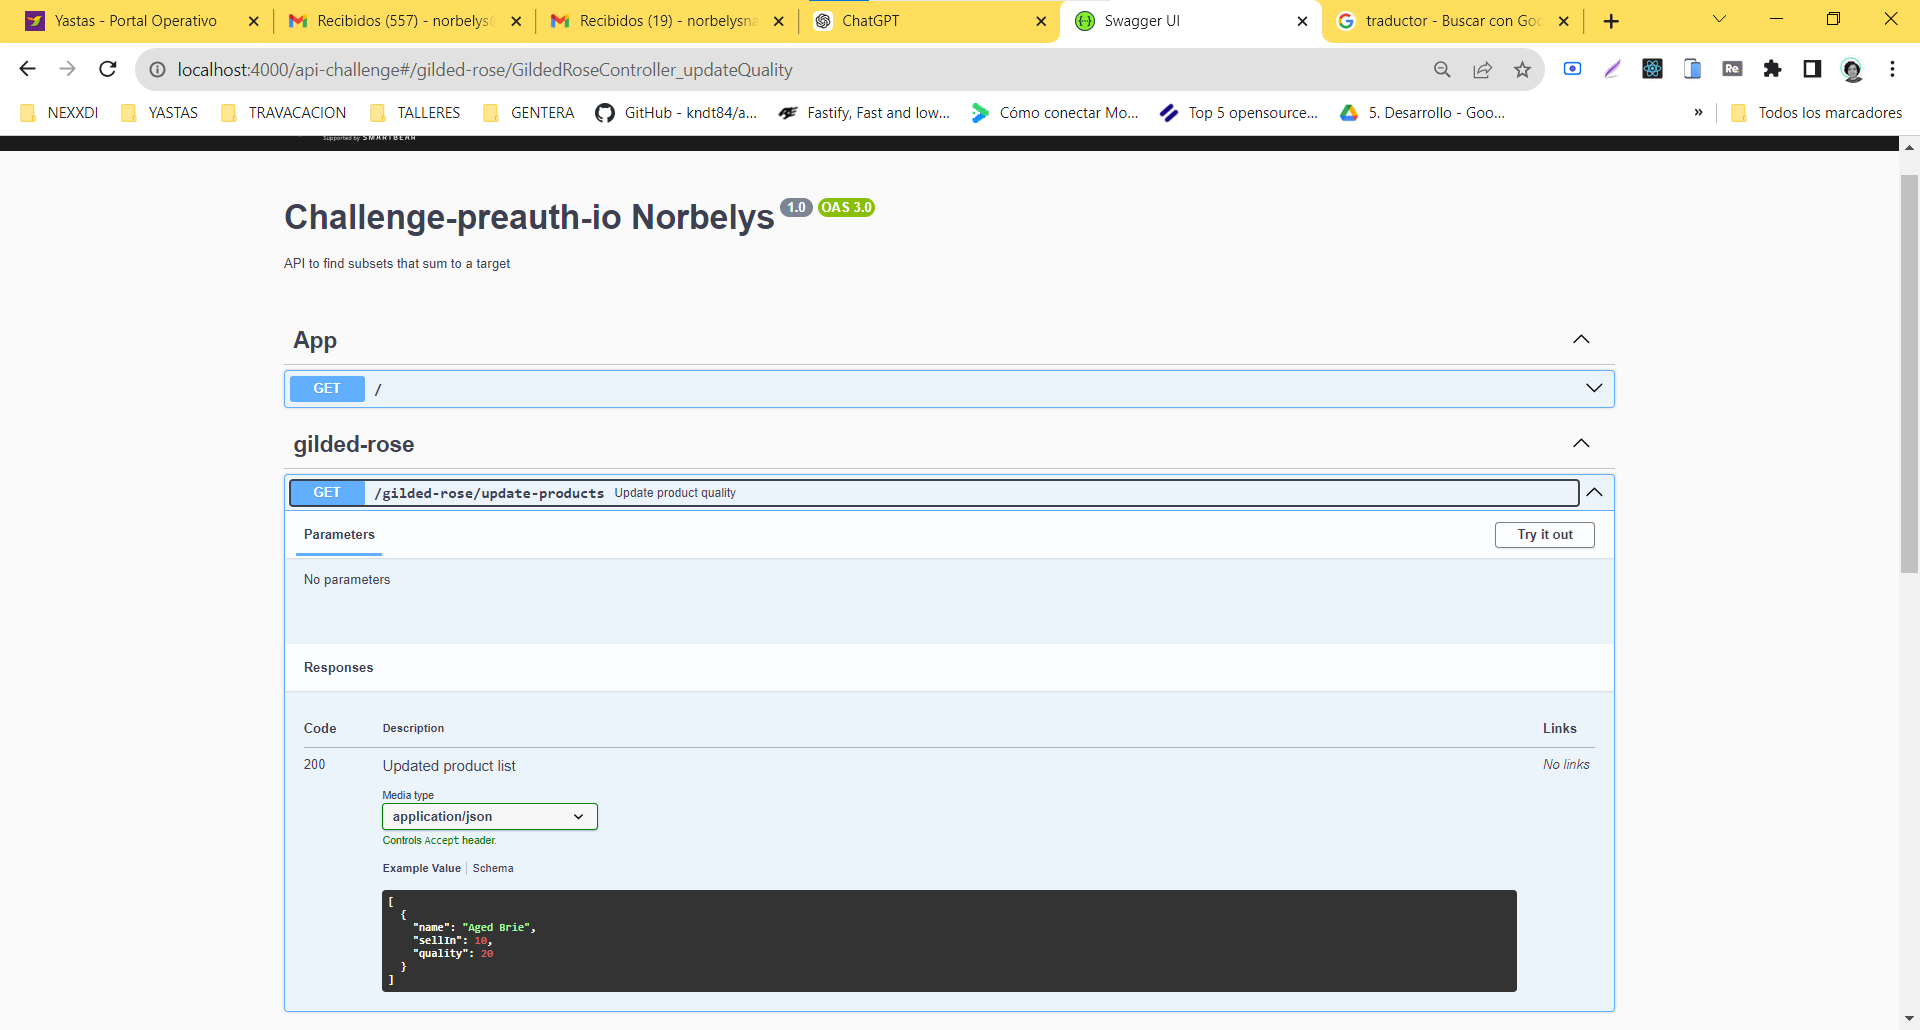 Yastas - Portal Operativo
Recibidos (557) - norbelys
Recibidos (19) - norbelysna
ChatGPT
Swagger UI
traductor - Buscar con Goo
localhost:4000/api-challenge#/gilded-rose/GildedRoseController_updateQuality
Re
NEXXDI
YASTAS
TRAVACACION
TALLERES
GENTERA
GitHub - kndt84/a...
Fastify, Fast and low...
Cómo conectar Mo...
Top 5 opensource...
5. Desarrollo - Goo...
»
Todos los marcadores
Supported by SMARTBEAR
Challenge-preauth-io Norbelys 1.0 OAS 3.0
API to find subsets that sum to a target
App
GET /
gilded-rose
GET /gilded-rose/update-products Update product quality
Parameters
Try it out
No parameters
Responses
Code Description Links
200 Updated product list No links
Media type
application/json
Controls Accept header.
Example Value Schema
[
{
"name": "Aged Brie",
"sellIn": 10,
"quality": 20
}
]